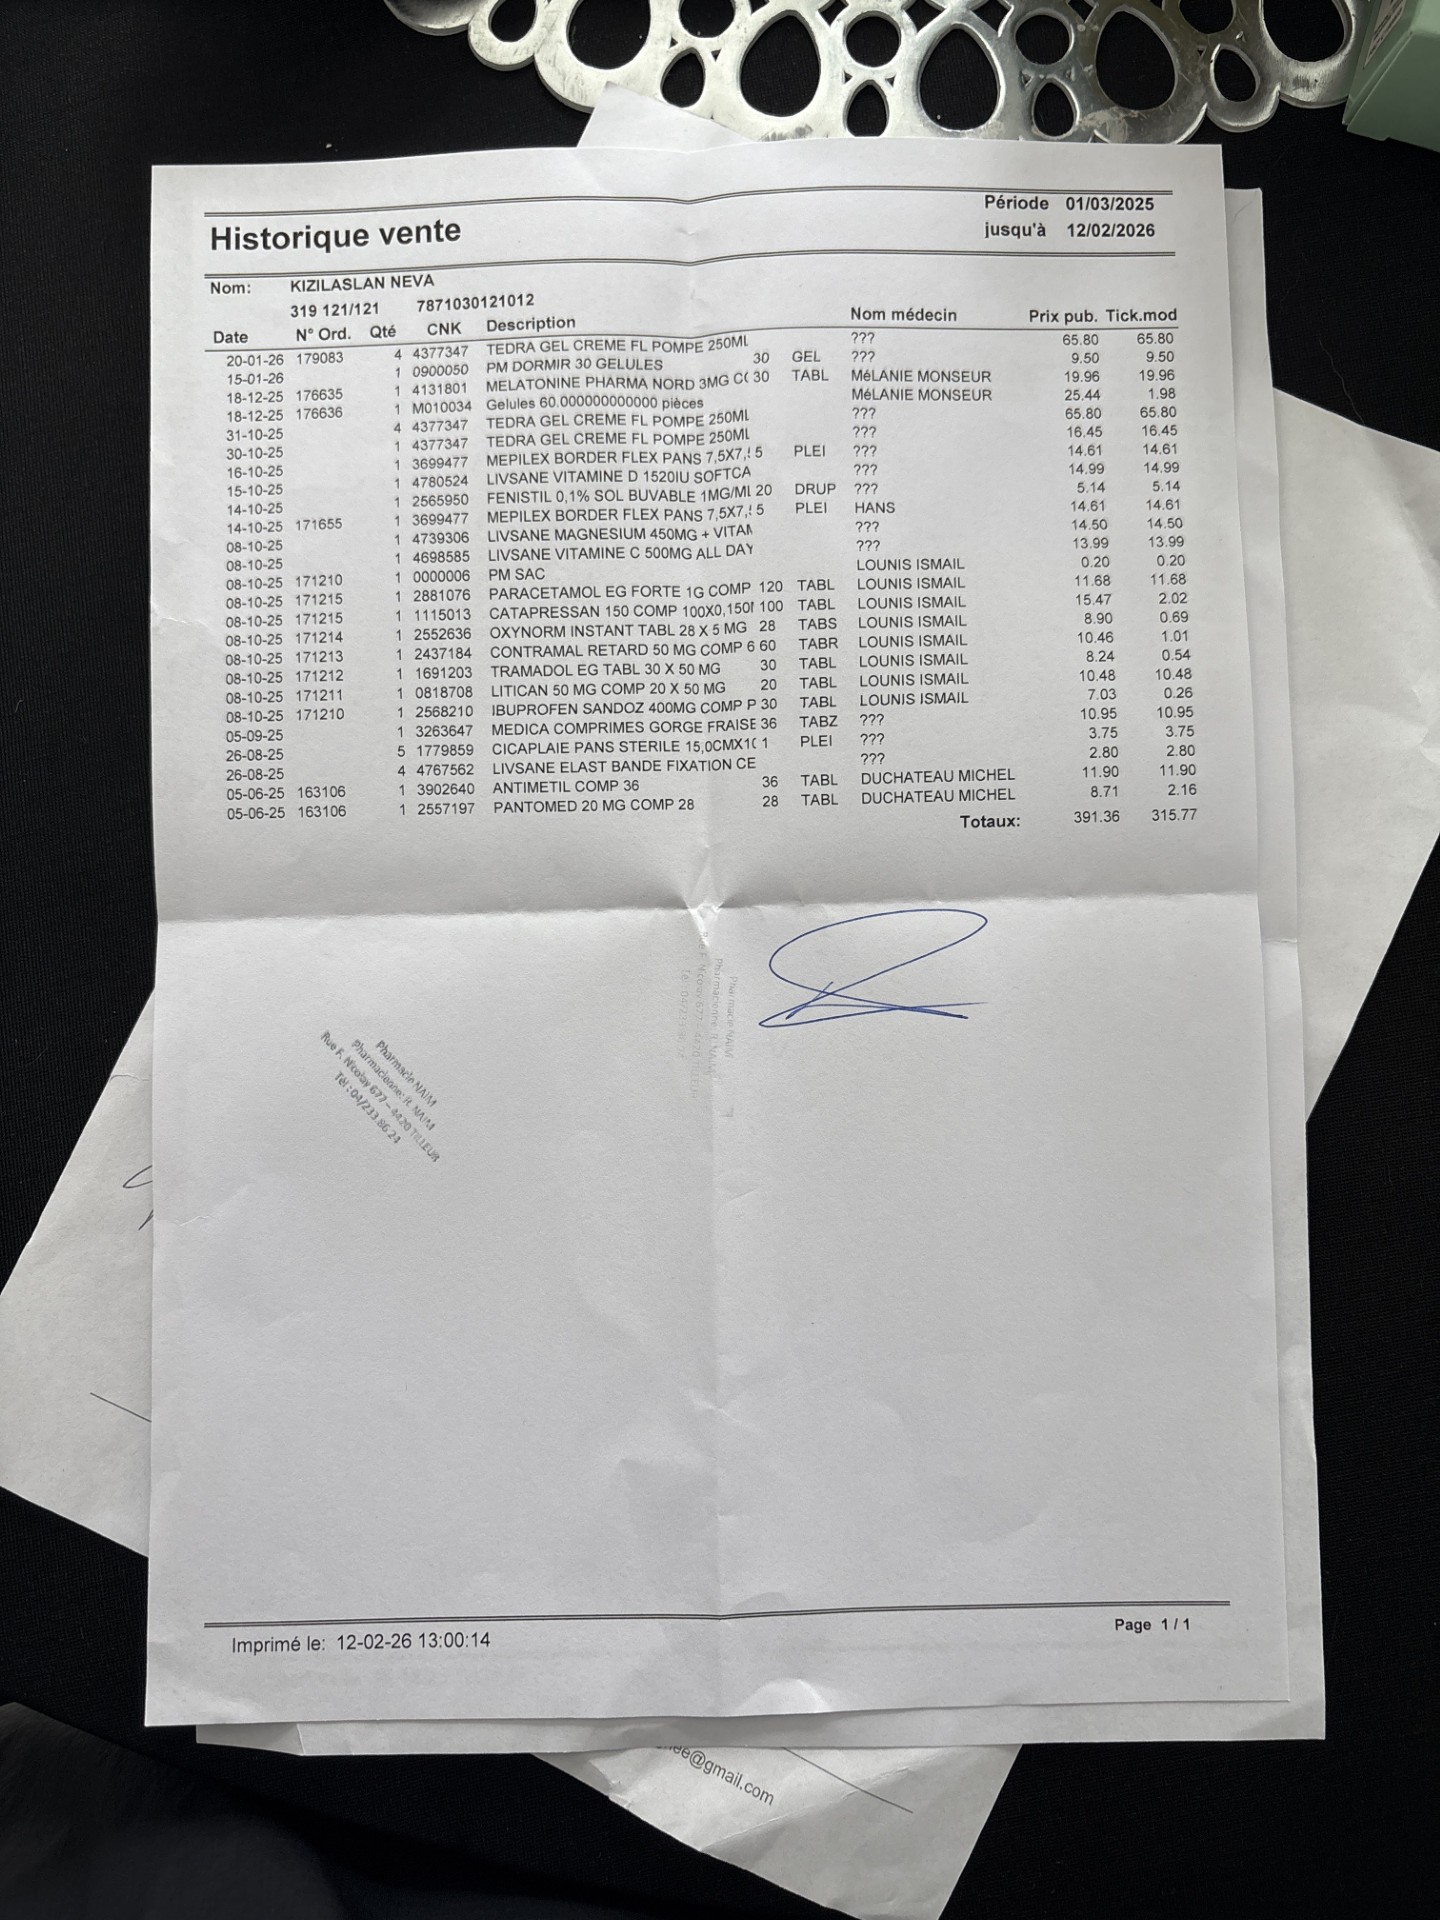 Historique vente
Période 01/03/2025
jusqu'à 12/02/2026
Nom: KIZILASLAN NEVA
319 121/121 7871030121012
Date N° Ord. Qté CNK Description Nom médecin Prix pub. Tick.mod
20-01-26 179083 4 4377347 TEDRA GEL CREME FL POMPE 250ML ??? 65.80 65.80
15-01-26 1 0900050 PM DORMIR 30 GELULES 30 GEL ??? 9.50 9.50
18-12-25 176635 1 4131801 MELATONINE PHARMA NORD 3MG C( 30 TABL MéLANIE MONSEUR 19.96 19.96
18-12-25 176636 1 M010034 Gelules 60.000000000000 pièces MéLANIE MONSEUR 25.44 1.98
31-10-25 4 4377347 TEDRA GEL CREME FL POMPE 250ML ??? 65.80 65.80
30-10-25 1 4377347 TEDRA GEL CREME FL POMPE 250ML ??? 16.45 16.45
16-10-25 1 3699477 MEPILEX BORDER FLEX PANS 7,5X7,5 5 PLEI ??? 14.61 14.61
15-10-25 1 4780524 LIVSANE VITAMINE D 1520IU SOFTCA ??? 14.99 14.99
14-10-25 1 2565950 FENISTIL 0,1% SOL BUVABLE 1MG/ML 20 DRUP ??? 5.14 5.14
14-10-25 171655 1 3699477 MEPILEX BORDER FLEX PANS 7,5X7,5 5 PLEI HANS 14.61 14.61
08-10-25 1 4739306 LIVSANE MAGNESIUM 450MG + VITAM ??? 14.50 14.50
08-10-25 1 4698585 LIVSANE VITAMINE C 500MG ALL DAY ??? 13.99 13.99
08-10-25 171210 1 0000006 PM SAC LOUNIS ISMAIL 0.20 0.20
08-10-25 171215 1 2881076 PARACETAMOL EG FORTE 1G COMP 120 TABL LOUNIS ISMAIL 11.68 11.68
08-10-25 171215 1 1115013 CATAPRESSAN 150 COMP 100X0,150M 100 TABL LOUNIS ISMAIL 15.47 2.02
08-10-25 171214 1 2552636 OXYNORM INSTANT TABL 28 X 5 MG 28 TABS LOUNIS ISMAIL 8.90 0.69
08-10-25 171213 1 2437184 CONTRAMAL RETARD 50 MG COMP 6 60 TABR LOUNIS ISMAIL 10.46 1.01
08-10-25 171212 1 1691203 TRAMADOL EG TABL 30 X 50 MG 30 TABL LOUNIS ISMAIL 8.24 0.54
08-10-25 171211 1 0818708 LITICAN 50 MG COMP 20 X 50 MG 20 TABL LOUNIS ISMAIL 10.48 10.48
08-10-25 171210 1 2568210 IBUPROFEN SANDOZ 400MG COMP P 30 TABL LOUNIS ISMAIL 7.03 0.26
05-09-25 1 3263647 MEDICA COMPRIMES GORGE FRAISE 36 TABZ ??? 10.95 10.95
26-08-25 5 1779859 CICAPLAIE PANS STERILE 15,0CMX1( 1 PLEI ??? 3.75 3.75
26-08-25 4 4767562 LIVSANE ELAST BANDE FIXATION CE ??? 2.80 2.80
05-06-25 163106 1 3902640 ANTIMETIL COMP 36 36 TABL DUCHATEAU MICHEL 11.90 11.90
05-06-25 163106 1 2557197 PANTOMED 20 MG COMP 28 28 TABL DUCHATEAU MICHEL 8.71 2.16
Totaux: 391.36 315.77
Pharmacie NAIM
Pharmacienne: H. NAIM
Rue F. Nicolay 677 - 4420 TILLEUR
Tél : 04/233 86 24
Pharmacie NAIM
Imprimé le: 12-02-26 13:00:14
Page 1 / 1
@gmail.com